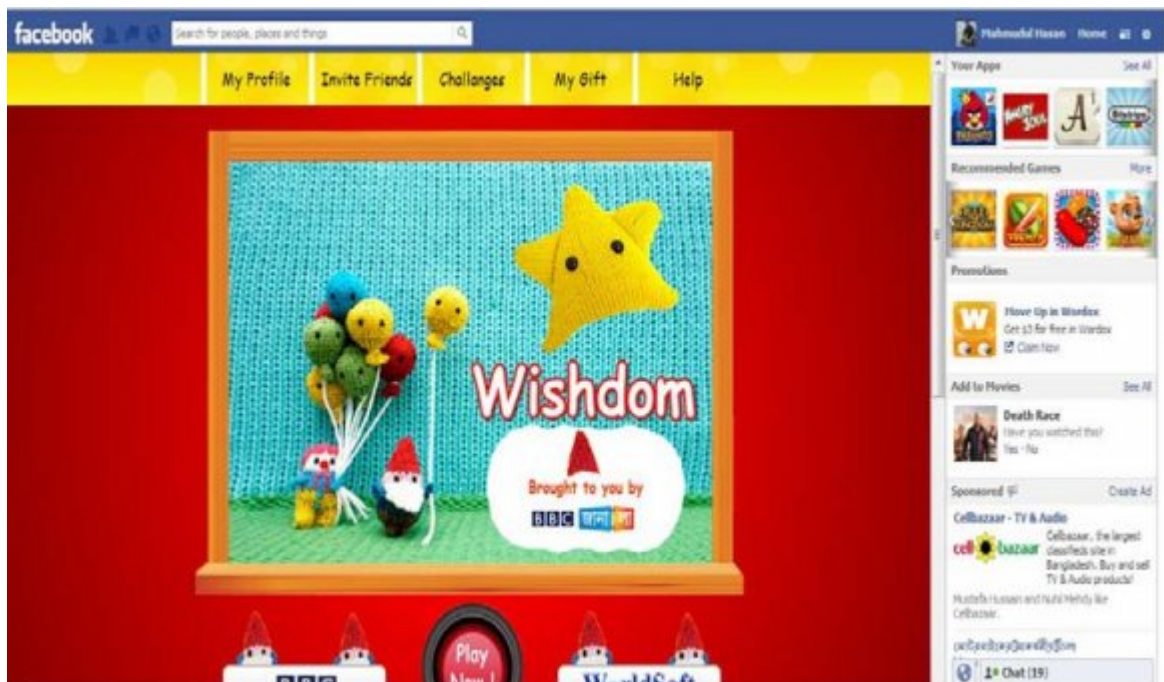 facebook
Search for people, places and things
Mahmudul Hasan Home
My Profile
Invite Friends
Challanges
My Gift
Help
Wishdom
Brought to you by
BBC জানালা
Play
Now !
BBC
WorldSoft
Your Apps See All
ANGRY
SOUL
A
Bitstrips
Recommended Games More
Promotions
W
Move Up in Wordox
Get $3 for free in Wordox
Claim Now
Add to Movies See All
Death Race
Have you watched this?
Yes · No
Sponsored Create Ad
Cellbazaar - TV & Audio
cell bazaar
Cellbazaar, the largest
classifieds site in
Bangladesh. Buy and sell
TV & Audio products!
Mustafa Hussain and Nuhil Mehdy like
Cellbazaar.
Chat (19)